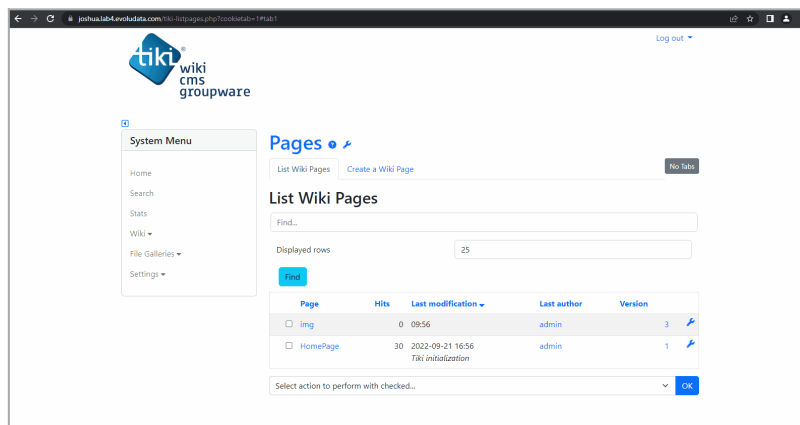 joshua.lab4.evoludata.com/tiki-listpages.php?cookietab=1#tab1
Log out
tiki®
wiki
cms
groupware
System Menu
Home
Search
Stats
Wiki
File Galleries
Settings
Pages
List Wiki Pages Create a Wiki Page No Tabs
List Wiki Pages
Find...
Displayed rows 25
Find
Page Hits Last modification Last author Version
img 0 09:56 admin 3
HomePage 30 2022-09-21 16:56 admin 1
Tiki initialization
Select action to perform with checked... OK